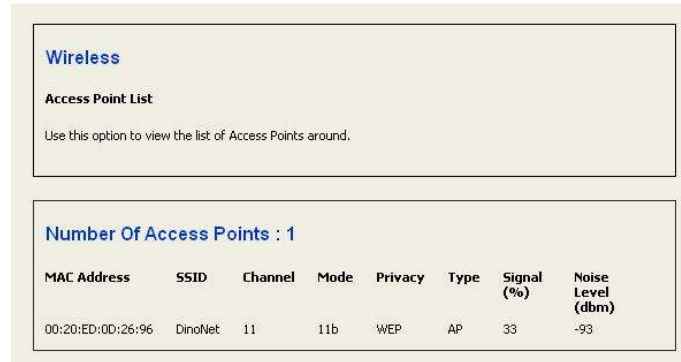 Wireless
Access Point List
Use this option to view the list of Access Points around.
Number Of Access Points : 1
MAC Address SSID Channel Mode Privacy Type Signal (%) Noise Level (dbm)
00:20:ED:0D:26:96 DinoNet 11 11b WEP AP 33 -93